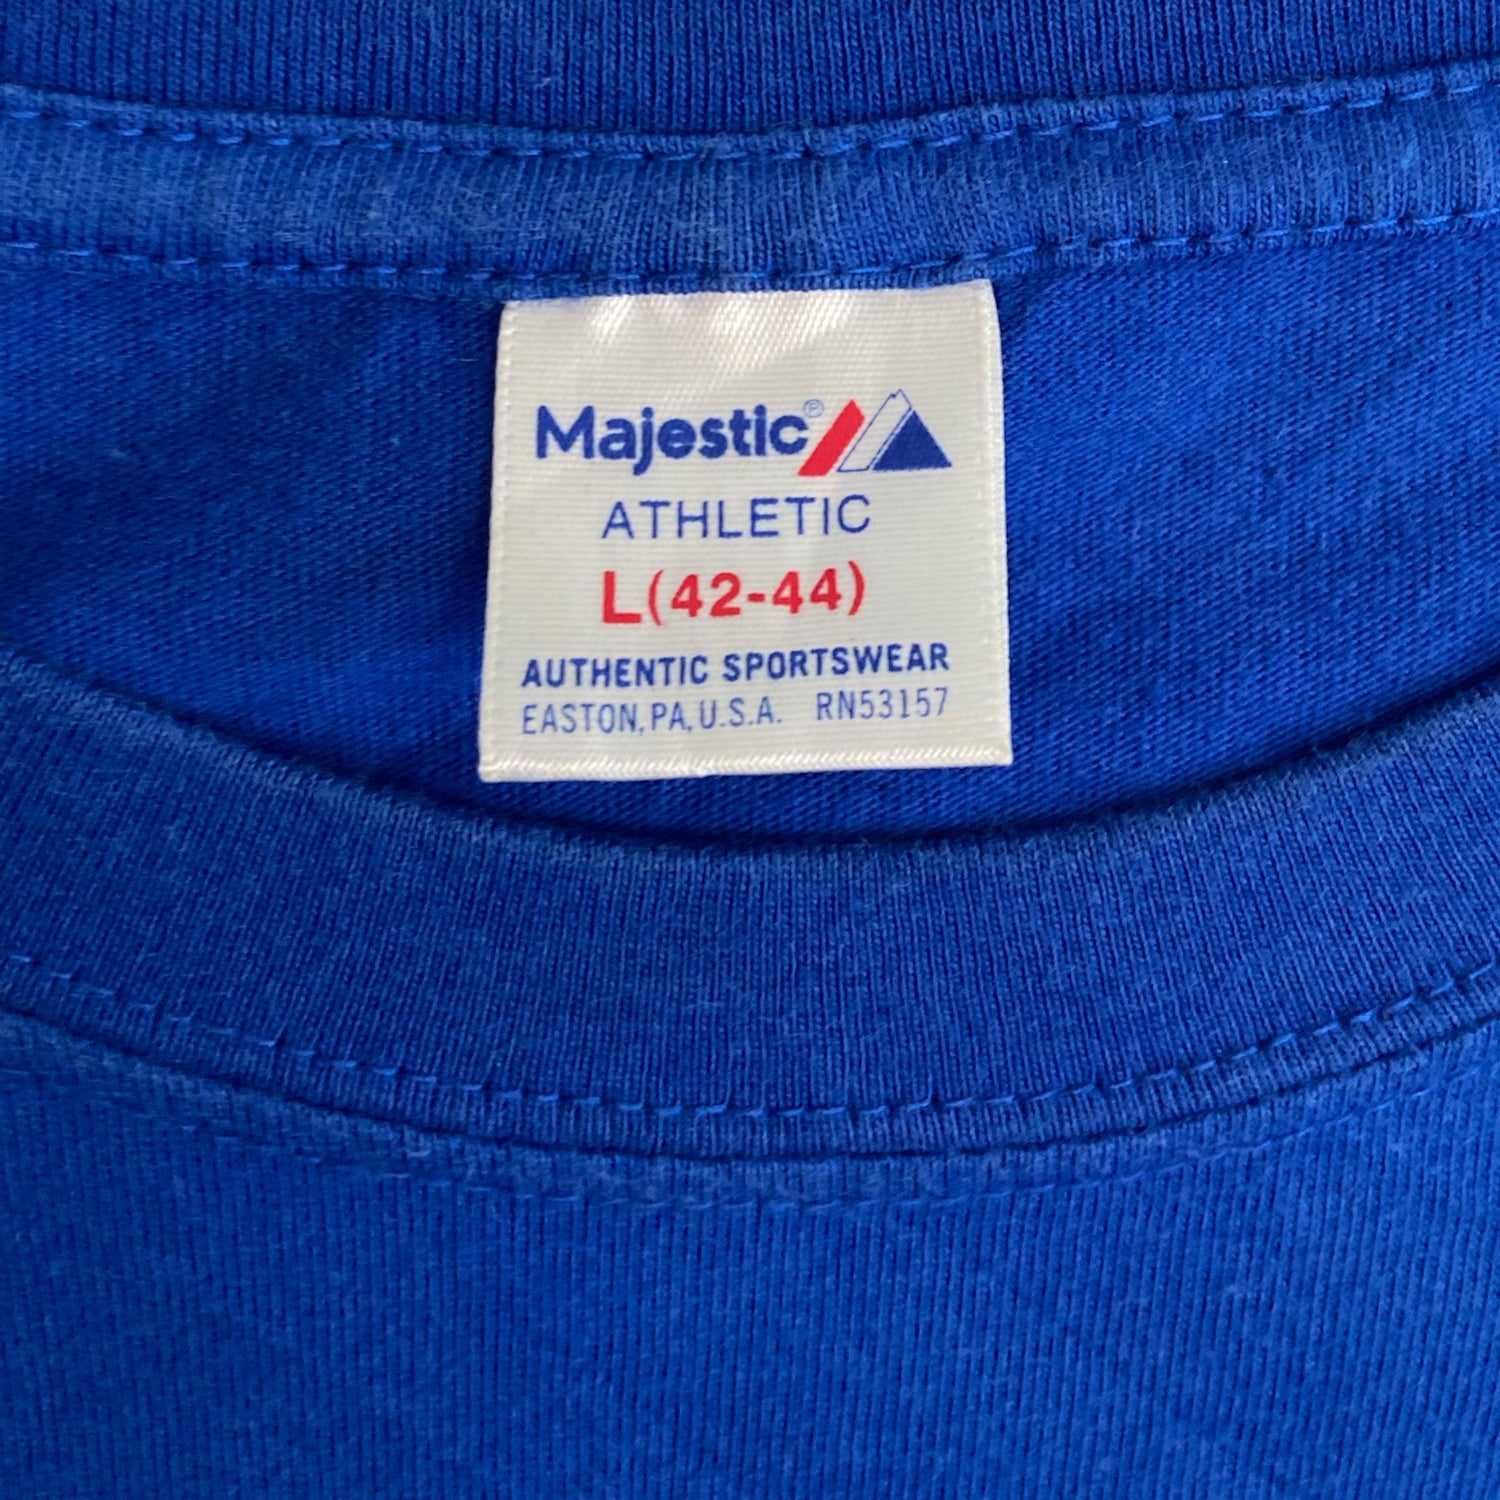 Majestic®
ATHLETIC
L(42-44)
AUTHENTIC SPORTSWEAR
EASTON, PA, U.S.A. RN53157